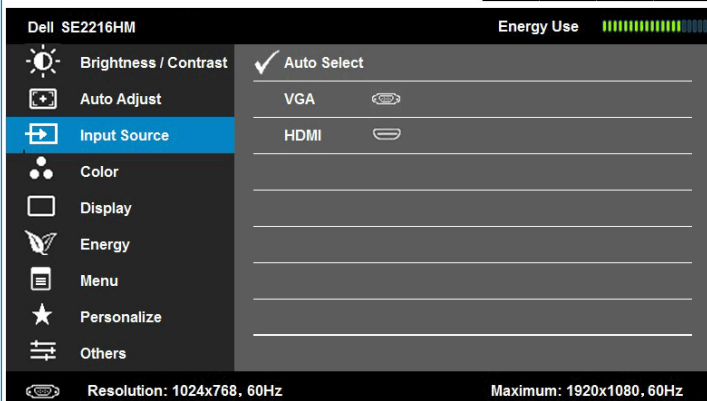 Dell SE2216HM Energy Use
Brightness / Contrast Auto Select
Auto Adjust VGA
Input Source HDMI
Color
Display
Energy
Menu
Personalize
Others
Resolution: 1024x768, 60Hz Maximum: 1920x1080, 60Hz